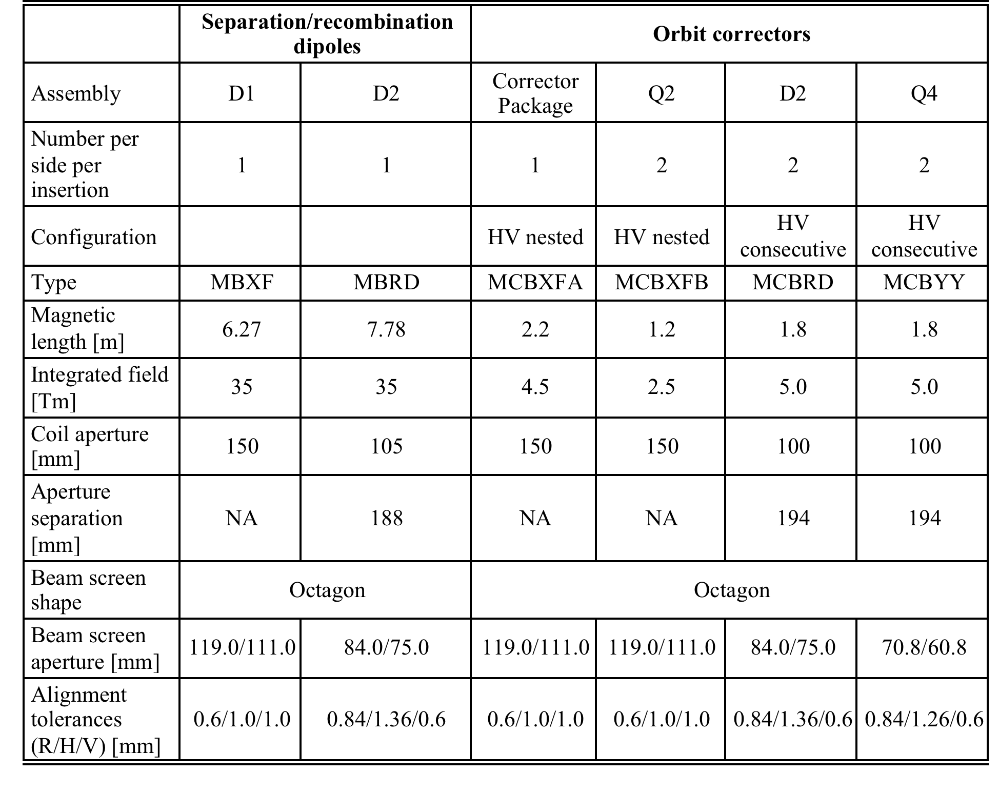 Separation/recombination
dipoles
Orbit correctors
Assembly
D1
D2
Corrector
Package
Q2
D2
Q4
Number per
side per
insertion
1
1
1
2
2
2
Configuration
HV nested
HV nested
HV
consecutive
HV
consecutive
Type
MBXF
MBRD
MCBXFA
MCBXFB
MCBRD
MCBYY
Magnetic
length [m]
6.27
7.78
2.2
1.2
1.8
1.8
Integrated field
[Tm]
35
35
4.5
2.5
5.0
5.0
Coil aperture
[mm]
150
105
150
150
100
100
Aperture
separation
[mm]
NA
188
NA
NA
194
194
Beam screen
shape
Octagon
Octagon
Beam screen
aperture [mm]
119.0/111.0
84.0/75.0
119.0/111.0
119.0/111.0
84.0/75.0
70.8/60.8
Alignment
tolerances
(R/H/V) [mm]
0.6/1.0/1.0
0.84/1.36/0.6
0.6/1.0/1.0
0.6/1.0/1.0
0.84/1.36/0.6
0.84/1.26/0.6